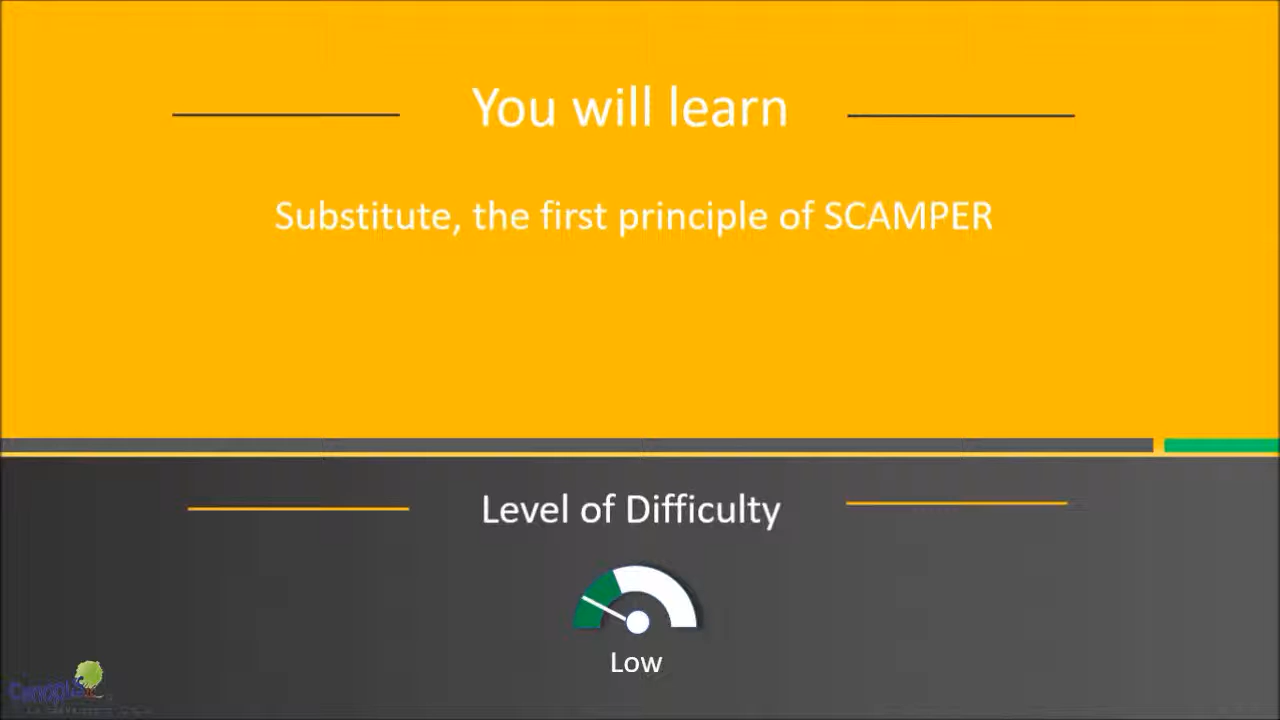 You will learn
Substitute, the first principle of SCAMPER
Level of Difficulty
Low